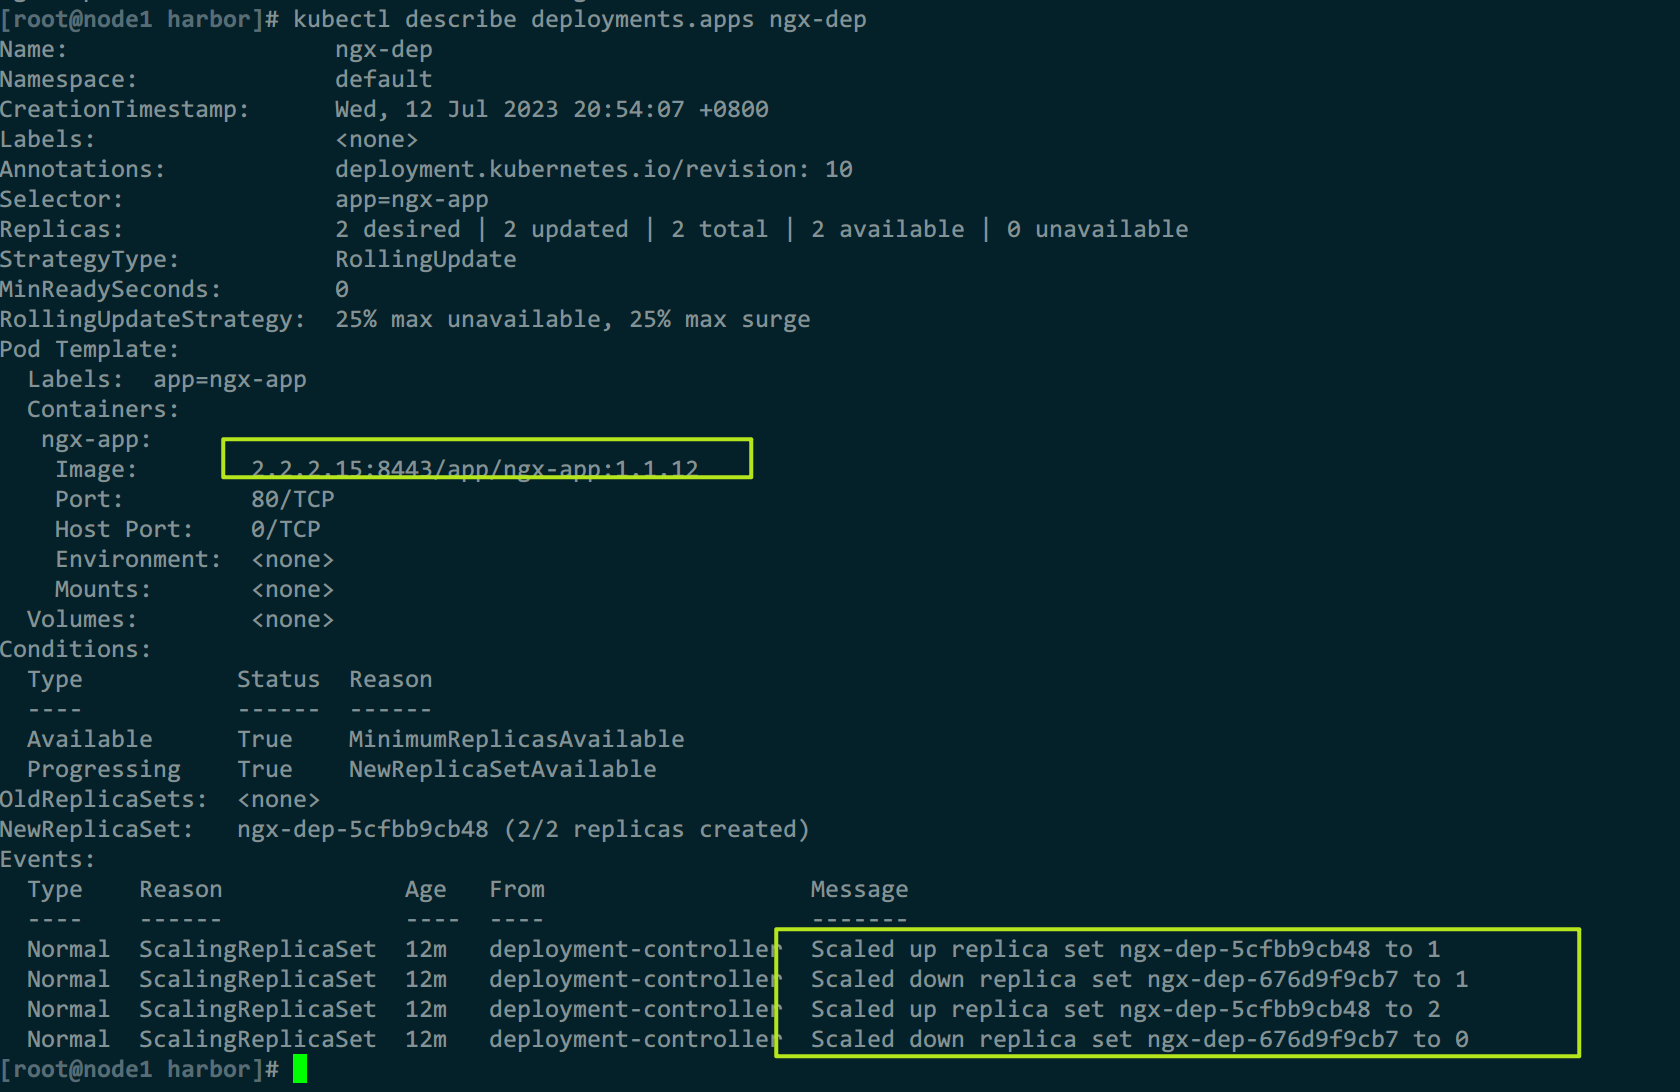 [root@node1 harbor]# kubectl describe deployments.apps ngx-dep
Name:                   ngx-dep
Namespace:              default
CreationTimestamp:      Wed, 12 Jul 2023 20:54:07 +0800
Labels:                 <none>
Annotations:            deployment.kubernetes.io/revision: 10
Selector:               app=ngx-app
Replicas:               2 desired | 2 updated | 2 total | 2 available | 0 unavailable
StrategyType:           RollingUpdate
MinReadySeconds:        0
RollingUpdateStrategy:  25% max unavailable, 25% max surge
Pod Template:
  Labels:  app=ngx-app
  Containers:
   ngx-app:
    Image:        2.2.2.15:8443/app/ngx-app:1.1.12
    Port:         80/TCP
    Host Port:    0/TCP
    Environment:  <none>
    Mounts:       <none>
  Volumes:        <none>
Conditions:
  Type           Status  Reason
  ----           ------  ------
  Available      True    MinimumReplicasAvailable
  Progressing    True    NewReplicaSetAvailable
OldReplicaSets:  <none>
NewReplicaSet:   ngx-dep-5cfbb9cb48 (2/2 replicas created)
Events:
  Type    Reason             Age   From                   Message
  ----    ------             ----  ----                   -------
  Normal  ScalingReplicaSet  12m   deployment-controller  Scaled up replica set ngx-dep-5cfbb9cb48 to 1
  Normal  ScalingReplicaSet  12m   deployment-controller  Scaled down replica set ngx-dep-676d9f9cb7 to 1
  Normal  ScalingReplicaSet  12m   deployment-controller  Scaled up replica set ngx-dep-5cfbb9cb48 to 2
  Normal  ScalingReplicaSet  12m   deployment-controller  Scaled down replica set ngx-dep-676d9f9cb7 to 0
[root@node1 harbor]#